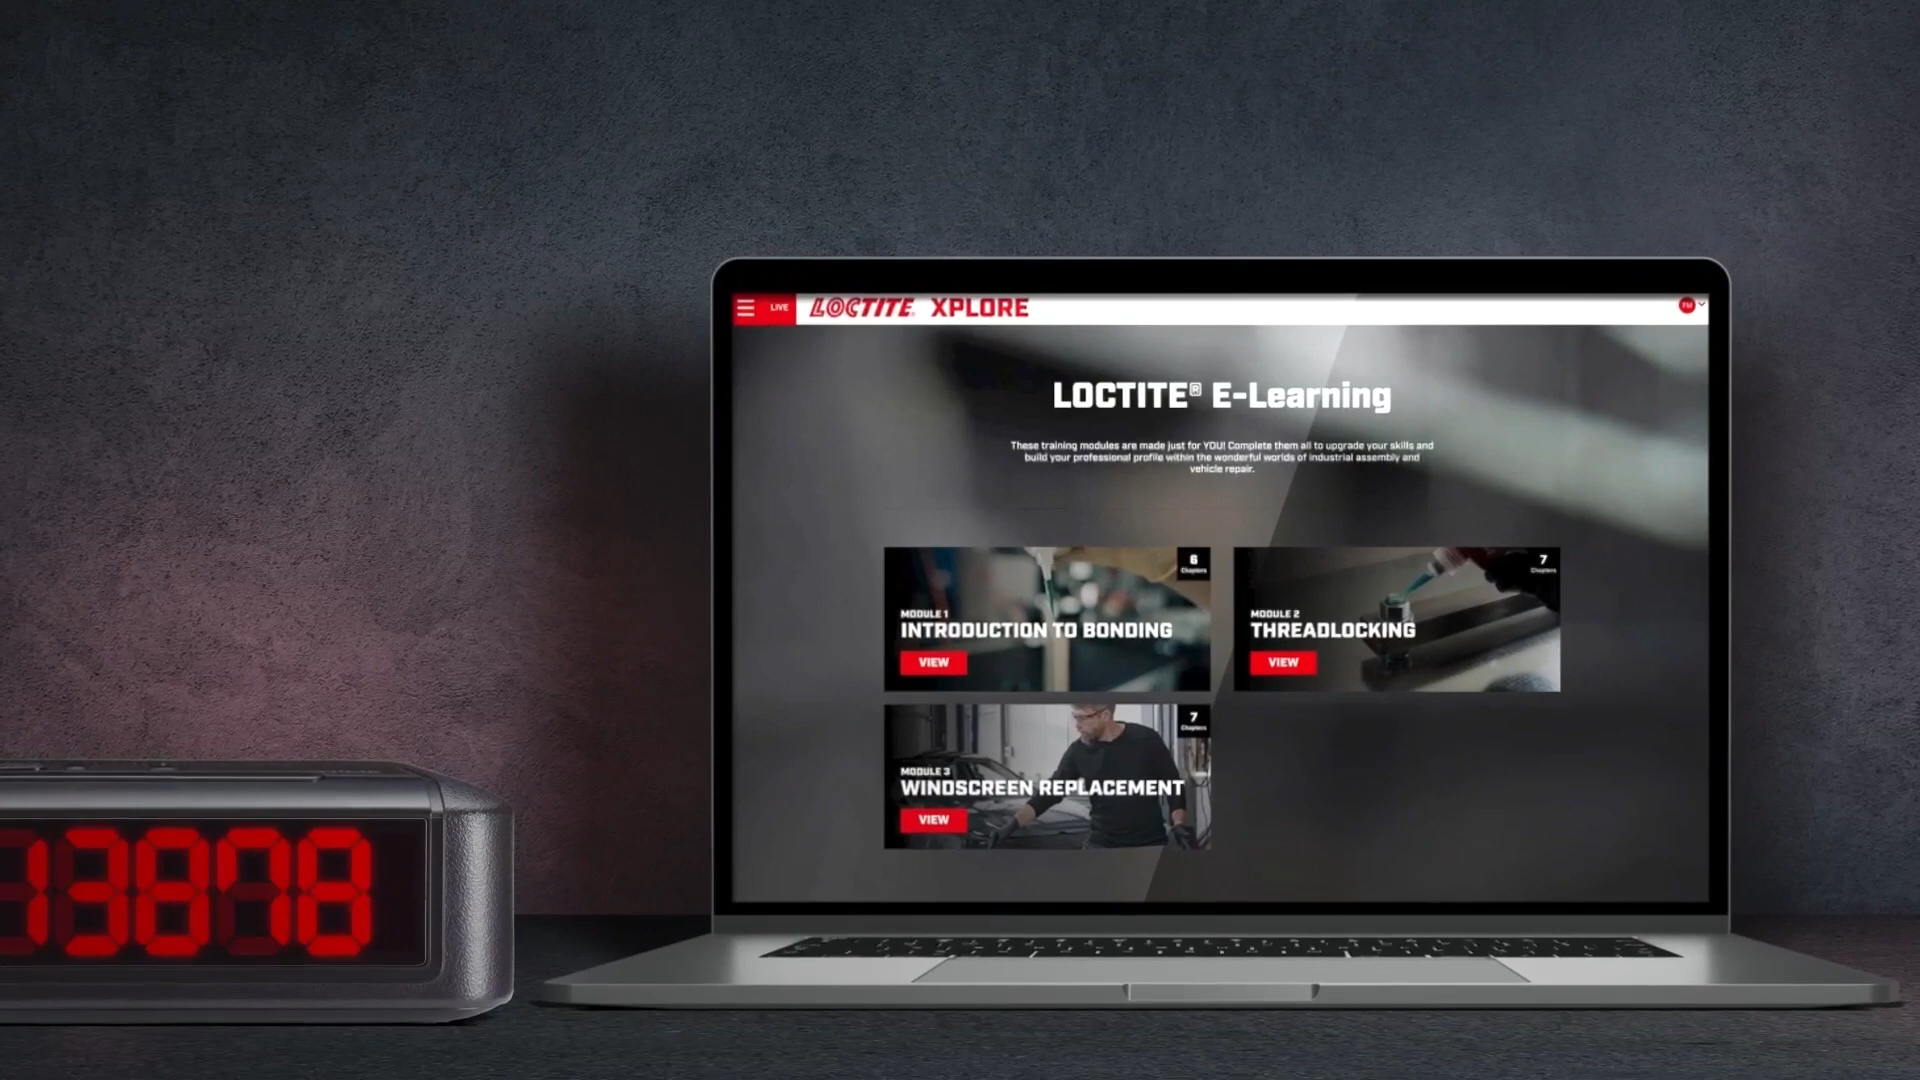 LIVE
LOCTITE® XPLORE
FM
LOCTITE® E-Learning
These training modules are made just for YOU! Complete them all to upgrade your skills and
build your professional profile within the wonderful worlds of industrial assembly and
vehicle repair.
6
Chapters
MODULE 1
INTRODUCTION TO BONDING
VIEW
7
Chapters
MODULE 2
THREADLOCKING
VIEW
7
Chapters
MODULE 3
WINDSCREEN REPLACEMENT
VIEW
3878